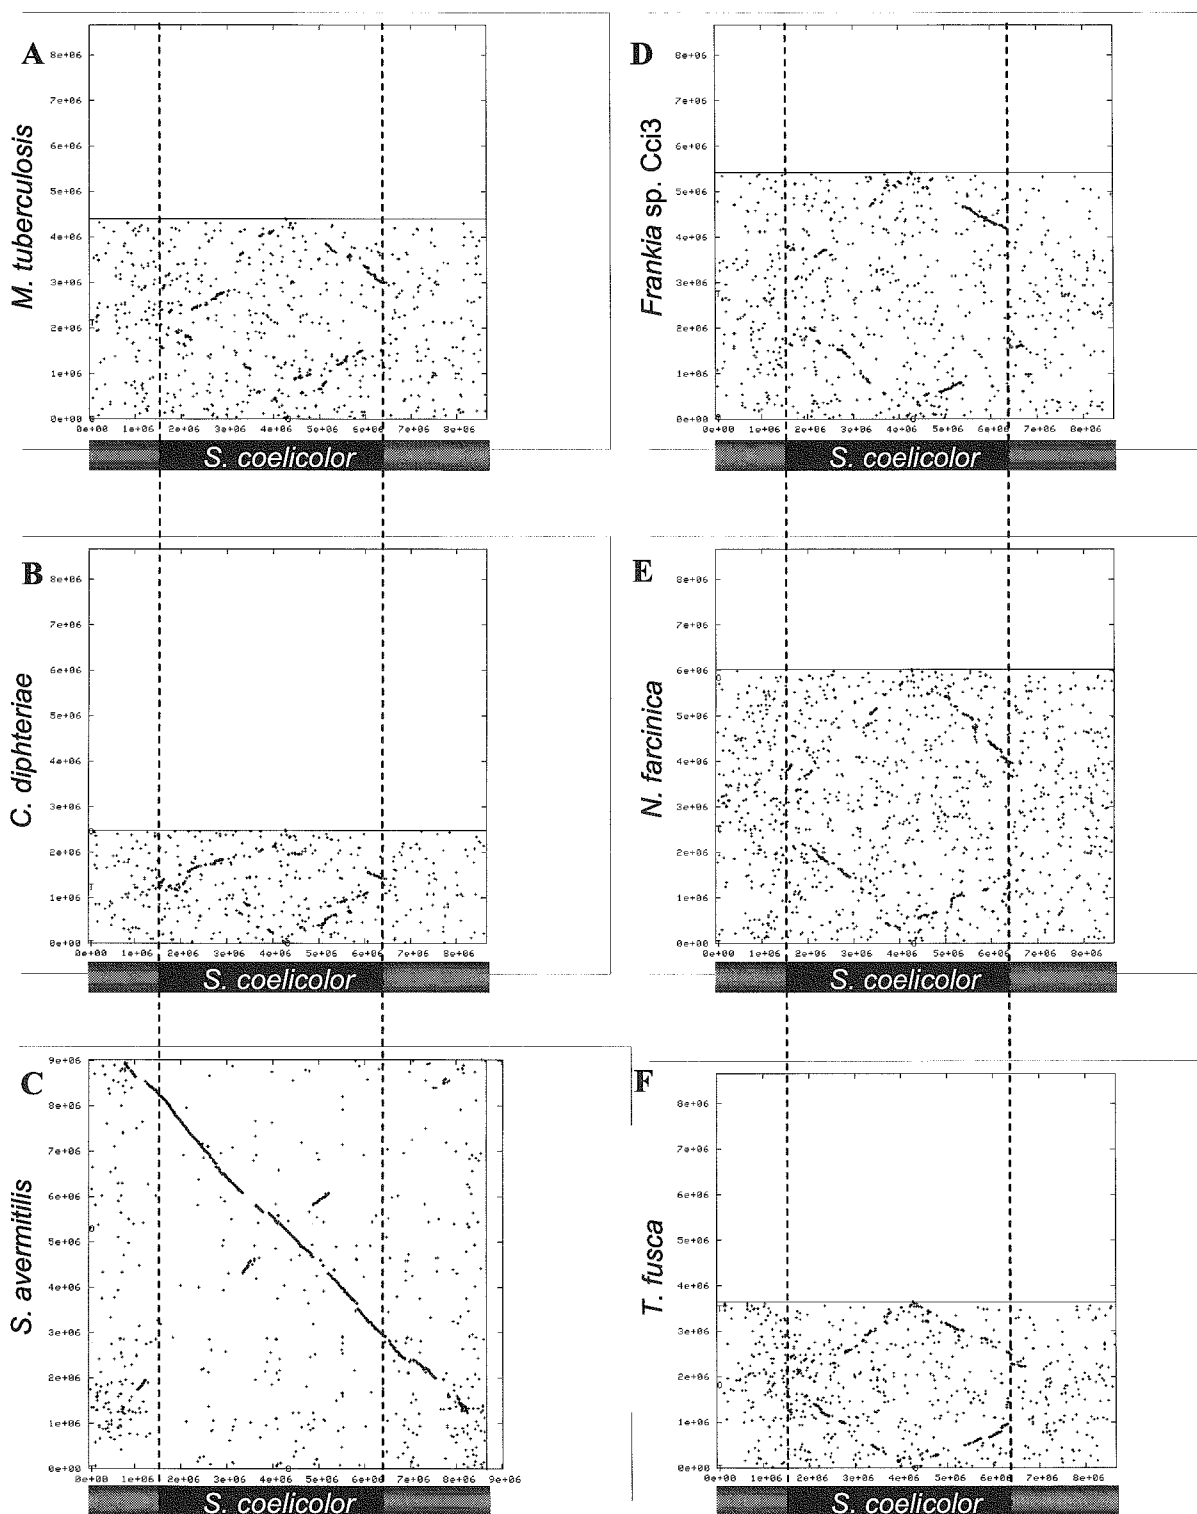 A
M. tuberculosis
8e+06
7e+06
6e+06
5e+06
4e+06
3e+06
2e+06
1e+06
0e+00
0e+00 1e+06 2e+06 3e+06 4e+06 5e+06 6e+06 7e+06 8e+06
S. coelicolor
B
C. diphteriae
8e+06
7e+06
6e+06
5e+06
4e+06
3e+06
2e+06
1e+06
0e+00
0e+00 1e+06 2e+06 3e+06 4e+06 5e+06 6e+06 7e+06 8e+06
S. coelicolor
C
S. avermitilis
9e+06
8e+06
7e+06
6e+06
5e+06
4e+06
3e+06
2e+06
1e+06
0e+00
0e+00 1e+06 2e+06 3e+06 4e+06 5e+06 6e+06 7e+06 8e+06 9e+06
S. coelicolor
D
Frankia sp. Cci3
8e+06
7e+06
6e+06
5e+06
4e+06
3e+06
2e+06
1e+06
0e+00
0e+00 1e+06 2e+06 3e+06 4e+06 5e+06 6e+06 7e+06 8e+06
S. coelicolor
E
N. farcinica
8e+06
7e+06
6e+06
5e+06
4e+06
3e+06
2e+06
1e+06
0e+00
0e+00 1e+06 2e+06 3e+06 4e+06 5e+06 6e+06 7e+06 8e+06
S. coelicolor
F
T. fusca
8e+06
7e+06
6e+06
5e+06
4e+06
3e+06
2e+06
1e+06
0e+00
0e+00 1e+06 2e+06 3e+06 4e+06 5e+06 6e+06 7e+06 8e+06
S. coelicolor